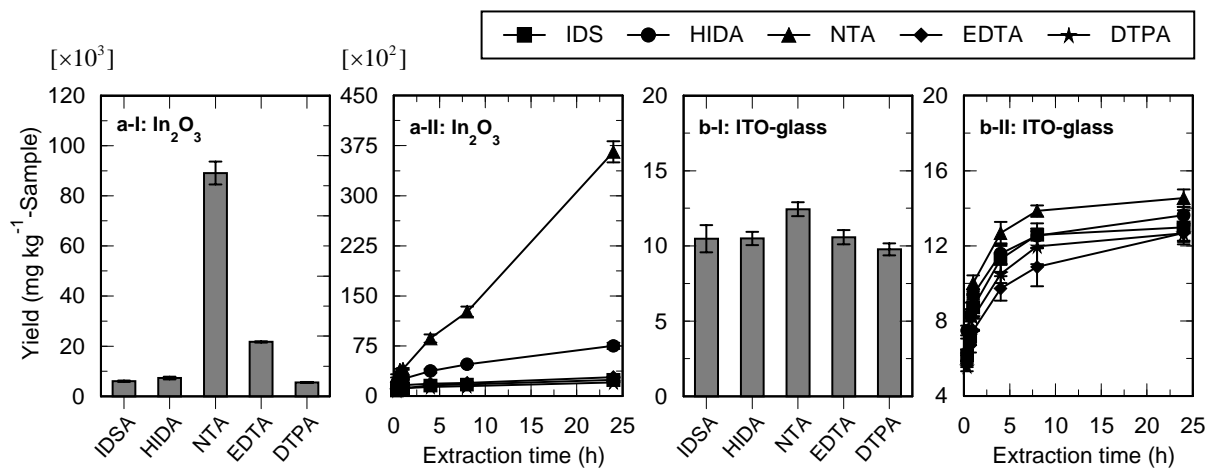 IDS HIDA NTA EDTA DTPA
[×10³] [×10²]
Yield (mg kg⁻¹-Sample)
a-I: In₂O₃
120
100
80
60
40
20
0
IDSA HIDA NTA EDTA DTPA
a-II: In₂O₃
450
375
300
225
150
75
0
0 5 10 15 20 25
Extraction time (h)
b-I: ITO-glass
20
15
10
5
0
IDSA HIDA NTA EDTA DTPA
b-II: ITO-glass
20
16
12
8
4
0 5 10 15 20 25
Extraction time (h)